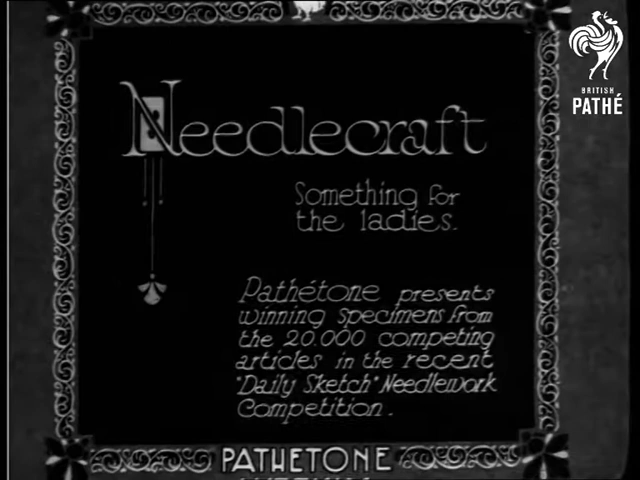 BRITISH
PATHÉ
Needlecraft
Something for
the ladies.
Pathétone presents
winning specimens from
the 20.000 competing
articles in the recent
"Daily Sketch" Needlework
Competition.
PATHETONE